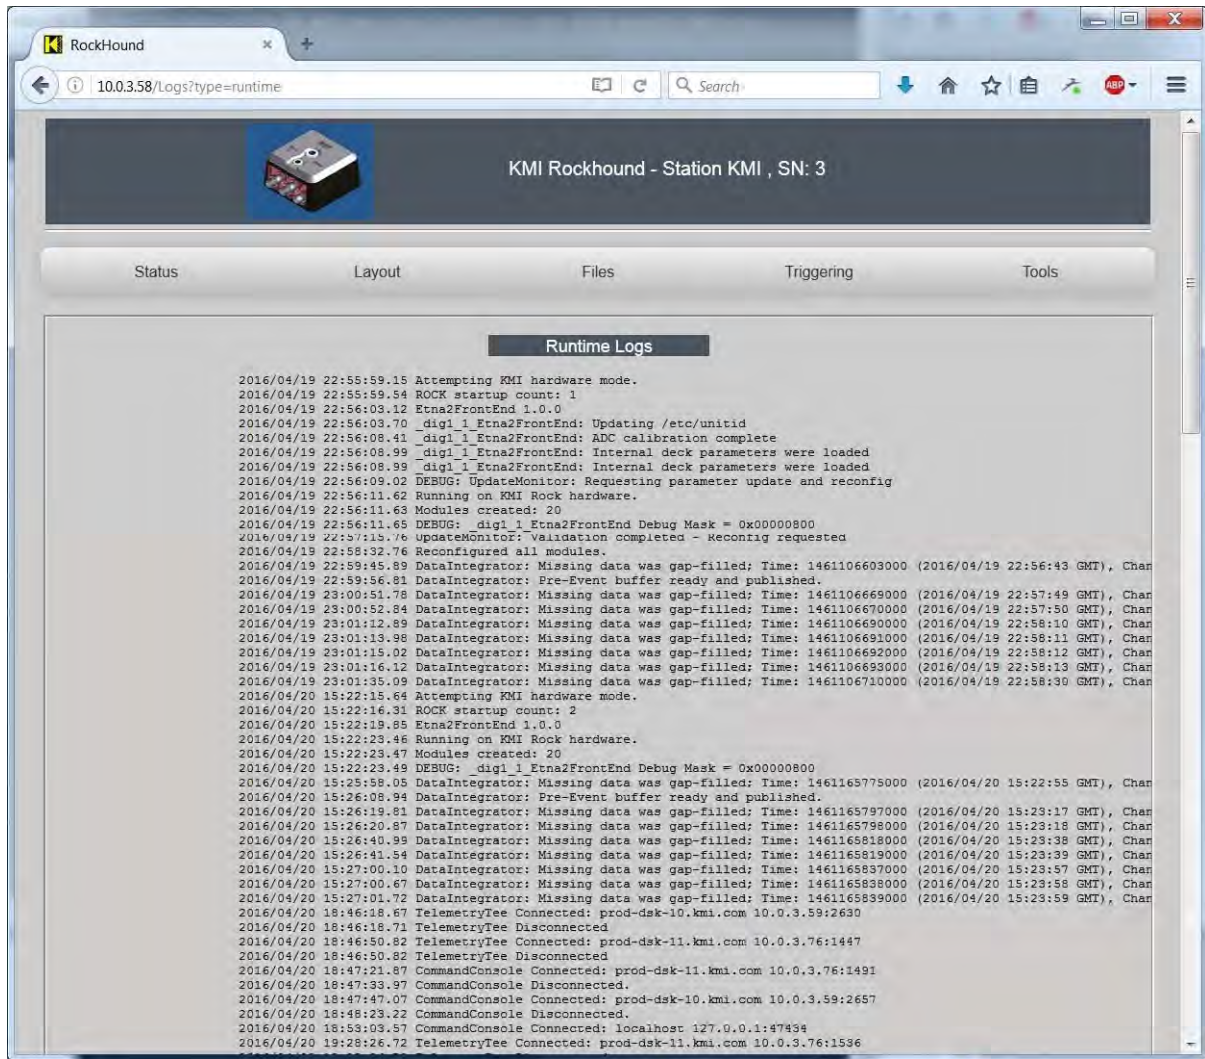 RockHound
10.0.3.58/Logs?type=runtime
Search
ABP
KMI Rockhound - Station KMI , SN: 3
Status Layout Files Triggering Tools
Runtime Logs
2016/04/19 22:55:59.15 Attempting KMI hardware mode.
2016/04/19 22:55:59.54 ROCK startup count: 1
2016/04/19 22:56:03.12 Etna2FrontEnd 1.0.0
2016/04/19 22:56:03.70 _dig1_1_Etna2FrontEnd: Updating /etc/unitid
2016/04/19 22:56:08.41 _dig1_1_Etna2FrontEnd: ADC calibration complete
2016/04/19 22:56:08.99 _dig1_1_Etna2FrontEnd: Internal deck parameters were loaded
2016/04/19 22:56:08.99 _dig1_1_Etna2FrontEnd: Internal deck parameters were loaded
2016/04/19 22:56:09.02 DEBUG: UpdateMonitor: Requesting parameter update and reconfig
2016/04/19 22:56:11.62 Running on KMI Rock hardware.
2016/04/19 22:56:11.63 Modules created: 20
2016/04/19 22:56:11.65 DEBUG: _dig1_1_Etna2FrontEnd Debug Mask = 0x00000800
2016/04/19 22:57:15.76 UpdateMonitor: Validation completed - Reconfig requested
2016/04/19 22:58:32.76 Reconfigured all modules.
2016/04/19 22:59:45.89 DataIntegrator: Missing data was gap-filled; Time: 1461106603000 (2016/04/19 22:56:43 GMT), Chan
2016/04/19 22:59:56.81 DataIntegrator: Pre-Event buffer ready and published.
2016/04/19 23:00:51.78 DataIntegrator: Missing data was gap-filled; Time: 1461106669000 (2016/04/19 22:57:49 GMT), Chan
2016/04/19 23:00:52.84 DataIntegrator: Missing data was gap-filled; Time: 1461106670000 (2016/04/19 22:57:50 GMT), Chan
2016/04/19 23:01:12.89 DataIntegrator: Missing data was gap-filled; Time: 1461106690000 (2016/04/19 22:58:10 GMT), Chan
2016/04/19 23:01:13.98 DataIntegrator: Missing data was gap-filled; Time: 1461106691000 (2016/04/19 22:58:11 GMT), Chan
2016/04/19 23:01:15.02 DataIntegrator: Missing data was gap-filled; Time: 1461106692000 (2016/04/19 22:58:12 GMT), Chan
2016/04/19 23:01:16.12 DataIntegrator: Missing data was gap-filled; Time: 1461106693000 (2016/04/19 22:58:13 GMT), Chan
2016/04/19 23:01:35.09 DataIntegrator: Missing data was gap-filled; Time: 1461106710000 (2016/04/19 22:58:30 GMT), Chan
2016/04/20 15:22:15.64 Attempting KMI hardware mode.
2016/04/20 15:22:16.31 ROCK startup count: 2
2016/04/20 15:22:19.85 Etna2FrontEnd 1.0.0
2016/04/20 15:22:23.46 Running on KMI Rock hardware.
2016/04/20 15:22:23.47 Modules created: 20
2016/04/20 15:22:23.49 DEBUG: _dig1_1_Etna2FrontEnd Debug Mask = 0x00000800
2016/04/20 15:25:58.05 DataIntegrator: Missing data was gap-filled; Time: 1461165775000 (2016/04/20 15:22:55 GMT), Chan
2016/04/20 15:26:08.94 DataIntegrator: Pre-Event buffer ready and published.
2016/04/20 15:26:19.81 DataIntegrator: Missing data was gap-filled; Time: 1461165797000 (2016/04/20 15:23:17 GMT), Chan
2016/04/20 15:26:20.87 DataIntegrator: Missing data was gap-filled; Time: 1461165798000 (2016/04/20 15:23:18 GMT), Chan
2016/04/20 15:26:40.99 DataIntegrator: Missing data was gap-filled; Time: 1461165818000 (2016/04/20 15:23:38 GMT), Chan
2016/04/20 15:26:41.54 DataIntegrator: Missing data was gap-filled; Time: 1461165819000 (2016/04/20 15:23:39 GMT), Chan
2016/04/20 15:27:00.10 DataIntegrator: Missing data was gap-filled; Time: 1461165837000 (2016/04/20 15:23:57 GMT), Chan
2016/04/20 15:27:00.67 DataIntegrator: Missing data was gap-filled; Time: 1461165838000 (2016/04/20 15:23:58 GMT), Chan
2016/04/20 15:27:01.72 DataIntegrator: Missing data was gap-filled; Time: 1461165839000 (2016/04/20 15:23:59 GMT), Chan
2016/04/20 18:46:18.67 TelemetryTee Connected: prod-dsk-10.kmi.com 10.0.3.59:2630
2016/04/20 18:46:18.71 TelemetryTee Disconnected
2016/04/20 18:46:50.82 TelemetryTee Connected: prod-dsk-11.kmi.com 10.0.3.76:1447
2016/04/20 18:46:50.82 TelemetryTee Disconnected
2016/04/20 18:47:21.87 CommandConsole Connected: prod-dsk-11.kmi.com 10.0.3.76:1491
2016/04/20 18:47:33.97 CommandConsole Disconnected.
2016/04/20 18:47:47.07 CommandConsole Connected: prod-dsk-10.kmi.com 10.0.3.59:2657
2016/04/20 18:48:23.22 CommandConsole Disconnected.
2016/04/20 18:53:03.57 CommandConsole Connected: localhost 127.0.0.1:47434
2016/04/20 19:28:26.72 TelemetryTee Connected: prod-dsk-11.kmi.com 10.0.3.76:1536